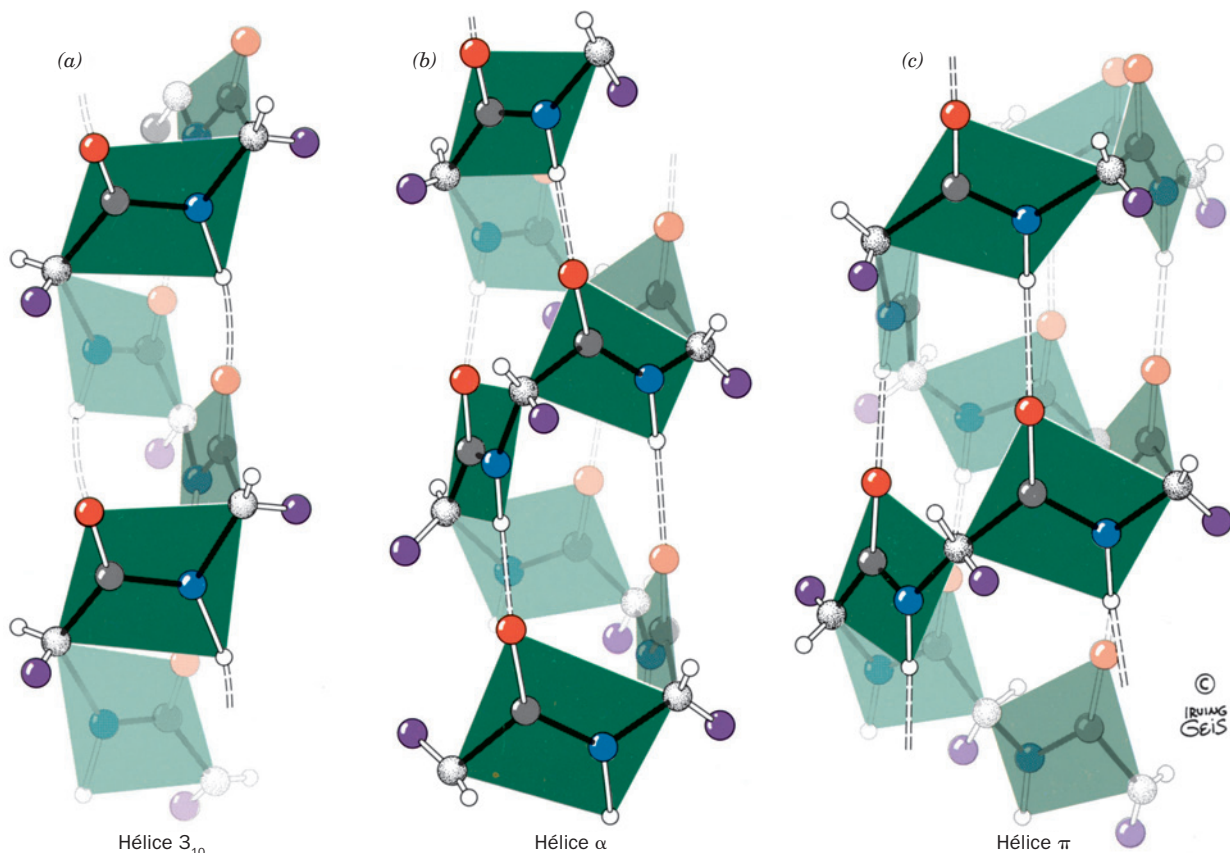 (a)
(b)
(c)
©
IRVING
GEIS
Hélice 3₁₀
Hélice α
Hélice π